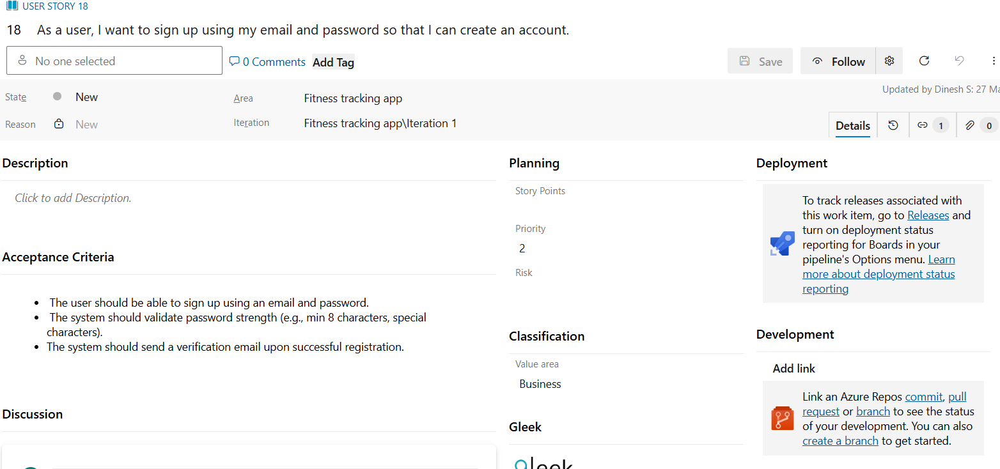 USER STORY 18
18 As a user, I want to sign up using my email and password so that I can create an account.
No one selected
0 Comments
Add Tag
Save
Follow
State
New
Area
Fitness tracking app
Updated by Dinesh S: 27
Reason
New
Iteration
Fitness tracking app\Iteration 1
Details
1
0
Description
Click to add Description.
Acceptance Criteria
• The user should be able to sign up using an email and password.
• The system should validate password strength (e.g., min 8 characters, special
characters).
• The system should send a verification email upon successful registration.
Discussion
Planning
Story Points
Priority
2
Risk
Classification
Value area
Business
Gleek
Gleek
Deployment
To track releases associated with
this work item, go to Releases and
turn on deployment status
reporting for Boards in your
pipeline's Options menu. Learn
more about deployment status
reporting
Development
Add link
Link an Azure Repos commit, pull
request or branch to see the status
of your development. You can also
create a branch to get started.